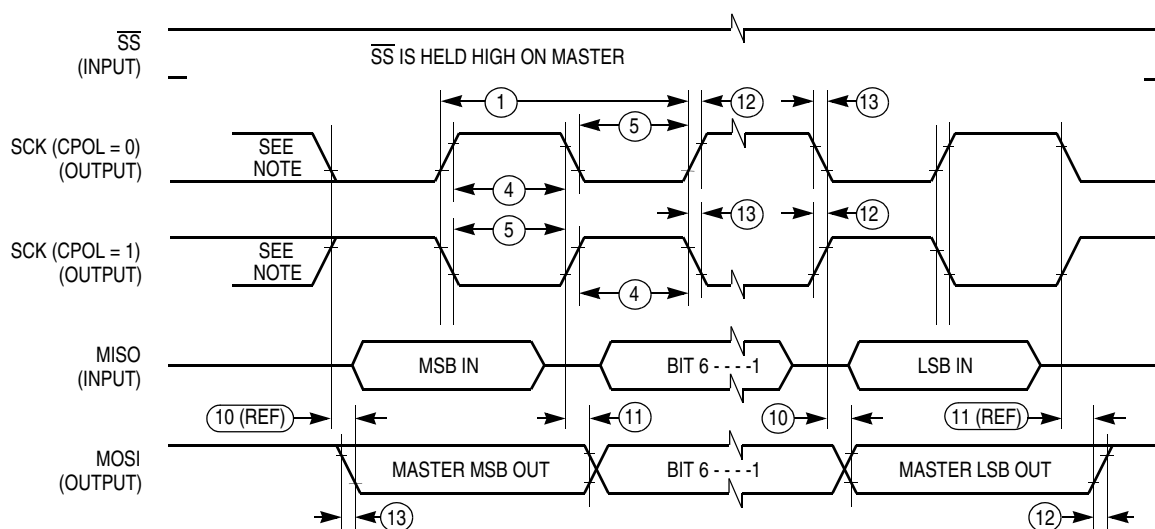 SS
(INPUT)
SS IS HELD HIGH ON MASTER
1
12
13
5
SCK (CPOL = 0)
(OUTPUT)
SEE
NOTE
4
5
13
12
SCK (CPOL = 1)
(OUTPUT)
SEE
NOTE
4
MISO
(INPUT)
MSB IN
BIT 6 - - - -1
LSB IN
10 (REF)
11
10
11 (REF)
MOSI
(OUTPUT)
MASTER MSB OUT
BIT 6 - - - -1
MASTER LSB OUT
13
12